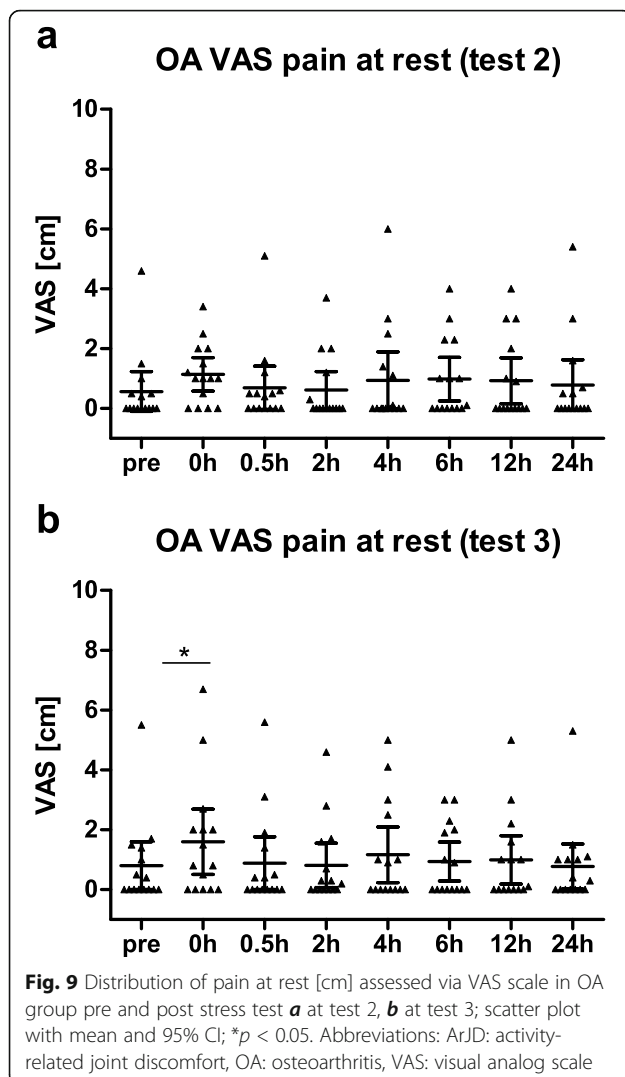 a
OA VAS pain at rest (test 2)
10
8
6
4
2
0
VAS [cm]
pre 0h 0.5h 2h 4h 6h 12h 24h
b
OA VAS pain at rest (test 3)
10
8
6
4
2
0
VAS [cm]
*
pre 0h 0.5h 2h 4h 6h 12h 24h
Fig. 9 Distribution of pain at rest [cm] assessed via VAS scale in OA
group pre and post stress test a at test 2, b at test 3; scatter plot
with mean and 95% CI; *p < 0.05. Abbreviations: ArJD: activity-
related joint discomfort, OA: osteoarthritis, VAS: visual analog scale